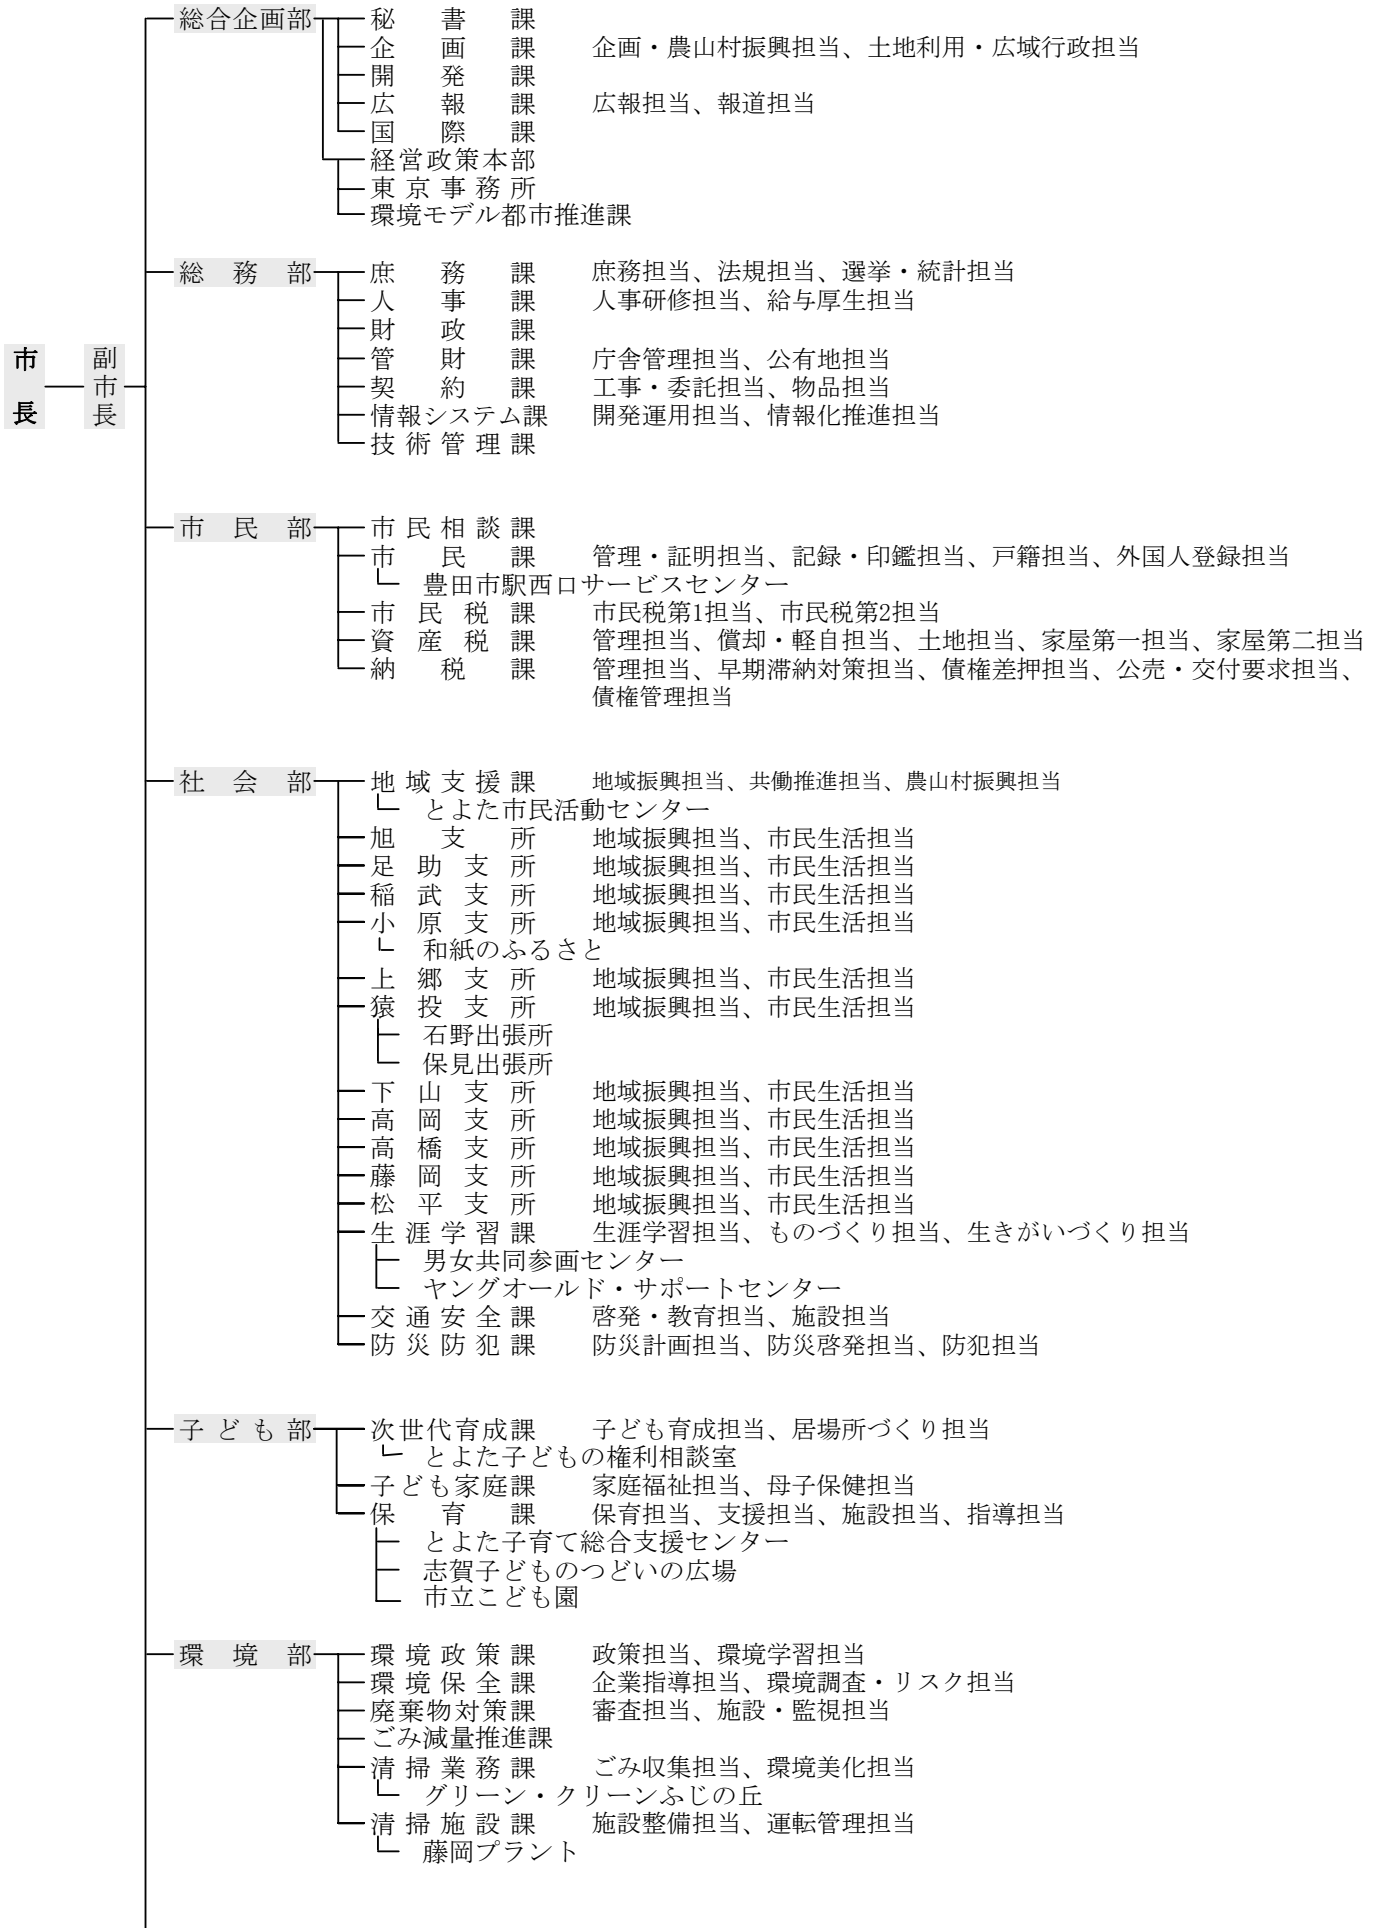 総合企画部 秘書課
企画課 企画・農山村振興担当、土地利用・広域行政担当
開発課
広報課 広報担当、報道担当
国際課
経営政策本部
東京事務所
環境モデル都市推進課
総務部 庶務課 庶務担当、法規担当、選挙・統計担当
人事課 人事研修担当、給与厚生担当
財政課
市長 副市長
管財課 庁舎管理担当、公有地担当
契約課 工事・委託担当、物品担当
情報システム課 開発運用担当、情報化推進担当
技術管理課
市民部 市民相談課
市民課 管理・証明担当、記録・印鑑担当、戸籍担当、外国人登録担当
豊田市駅西口サービスセンター
市民税課 市民税第1担当、市民税第2担当
資産税課 管理担当、償却・軽自担当、土地担当、家屋第一担当、家屋第二担当
納税課 管理担当、早期滞納対策担当、債権差押担当、公売・交付要求担当、
債権管理担当
社会部 地域支援課 地域振興担当、共働推進担当、農山村振興担当
とよた市民活動センター
旭支所 地域振興担当、市民生活担当
足助支所 地域振興担当、市民生活担当
稲武支所 地域振興担当、市民生活担当
小原支所 地域振興担当、市民生活担当
和紙のふるさと
上郷支所 地域振興担当、市民生活担当
猿投支所 地域振興担当、市民生活担当
石野出張所
保見出張所
下山支所 地域振興担当、市民生活担当
高岡支所 地域振興担当、市民生活担当
高橋支所 地域振興担当、市民生活担当
藤岡支所 地域振興担当、市民生活担当
松平支所 地域振興担当、市民生活担当
生涯学習課 生涯学習担当、ものづくり担当、生きがいづくり担当
男女共同参画センター
ヤングオールド・サポートセンター
交通安全課 啓発・教育担当、施設担当
防災防犯課 防災計画担当、防災啓発担当、防犯担当
子ども部 次世代育成課 子ども育成担当、居場所づくり担当
とよた子どもの権利相談室
子ども家庭課 家庭福祉担当、母子保健担当
保育課 保育担当、支援担当、施設担当、指導担当
とよた子育て総合支援センター
志賀子どものつどいの広場
市立こども園
環境部 環境政策課 政策担当、環境学習担当
環境保全課 企業指導担当、環境調査・リスク担当
廃棄物対策課 審査担当、施設・監視担当
ごみ減量推進課
清掃業務課 ごみ収集担当、環境美化担当
グリーン・クリーンふじの丘
清掃施設課 施設整備担当、運転管理担当
藤岡プラント